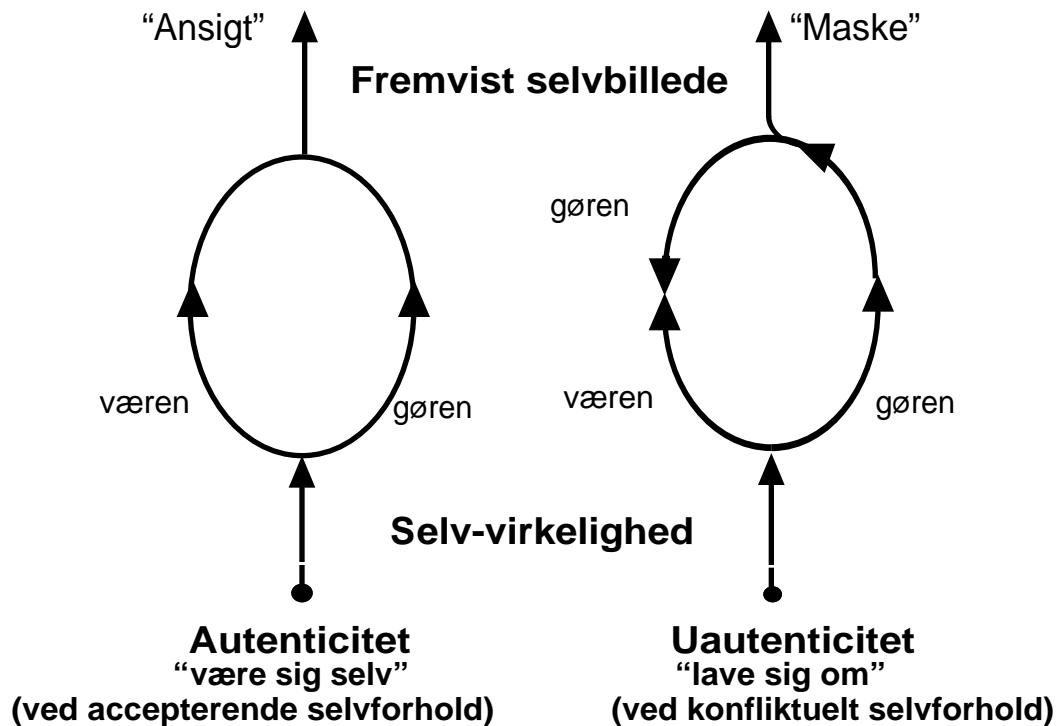 “Ansigt”
“Maske”
Fremvist selvbillede
gøren
væren
gøren
væren
gøren
Selv-virkelighed
Autenticitet
“være sig selv”
(ved accepterende selvforhold)
Uautenticitet
“lave sig om”
(ved konfliktuelt selvforhold)